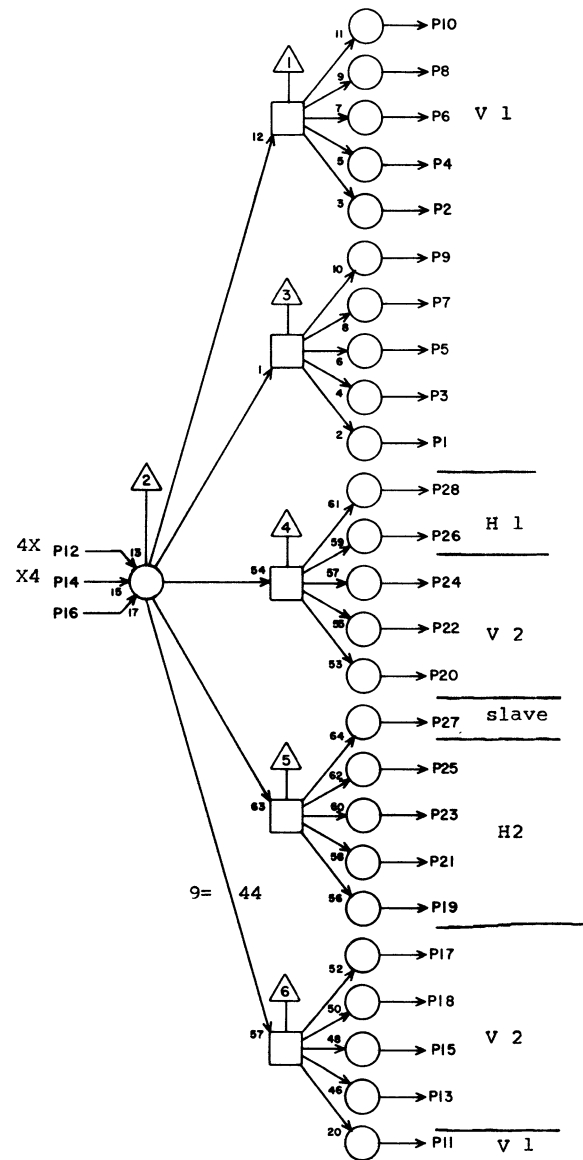 11 P10
1
9 P8
7 P6 V 1
12
5 P4
3 P2
10 P9
3
8 P7
6 P5
1
4 P3
2 P1
2
61 P28
4
59 P26 H 1
4X P12 13
54 57 P24
X4 P14 15
P16 17
55 P22 V 2
53 P20
64 P27 slave
5
62 P25
63 60 P23
H2
58 P21
9= 44
56 P19
52 P17
6
50 P18
57 48 P15 V 2
46 P13
20 P11 V 1